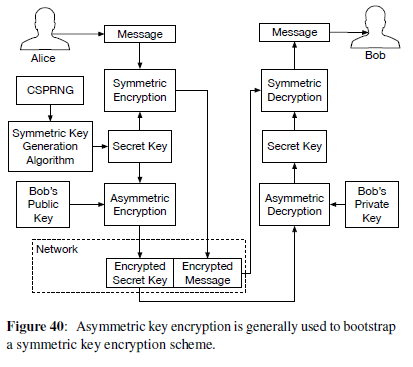 Message
Alice
CSPRNG
Symmetric
Encryption
Symmetric Key
Generation
Algorithm
Secret Key
Bob's
Public
Key
Asymmetric
Encryption
Network
Encrypted
Secret Key
Encrypted
Message
Message
Bob
Symmetric
Decryption
Secret Key
Asymmetric
Decryption
Bob's
Private
Key
Figure 40: Asymmetric key encryption is generally used to bootstrap
a symmetric key encryption scheme.